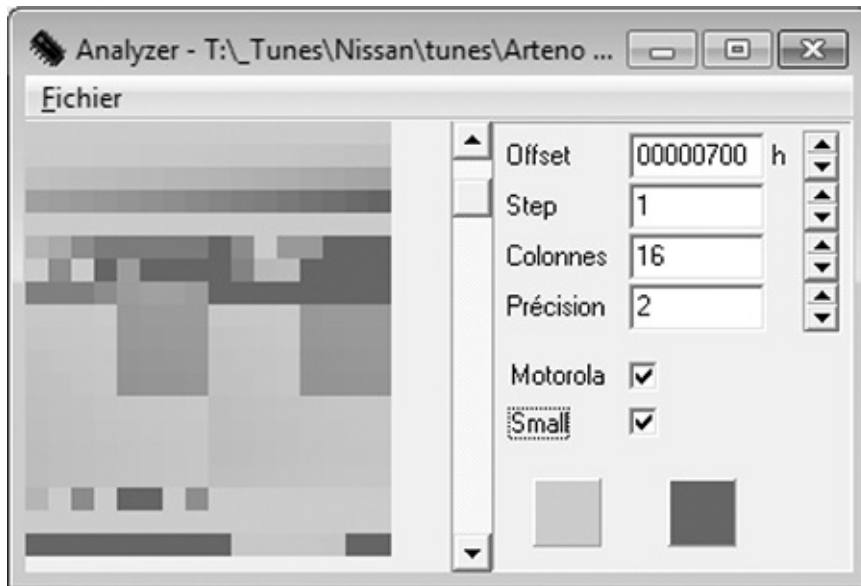 Analyzer - T:\_Tunes\Nissan\tunes\Arteno ...
Fichier
Offset 00000700 h
Step 1
Colonnes 16
Précision 2
Motorola
Small